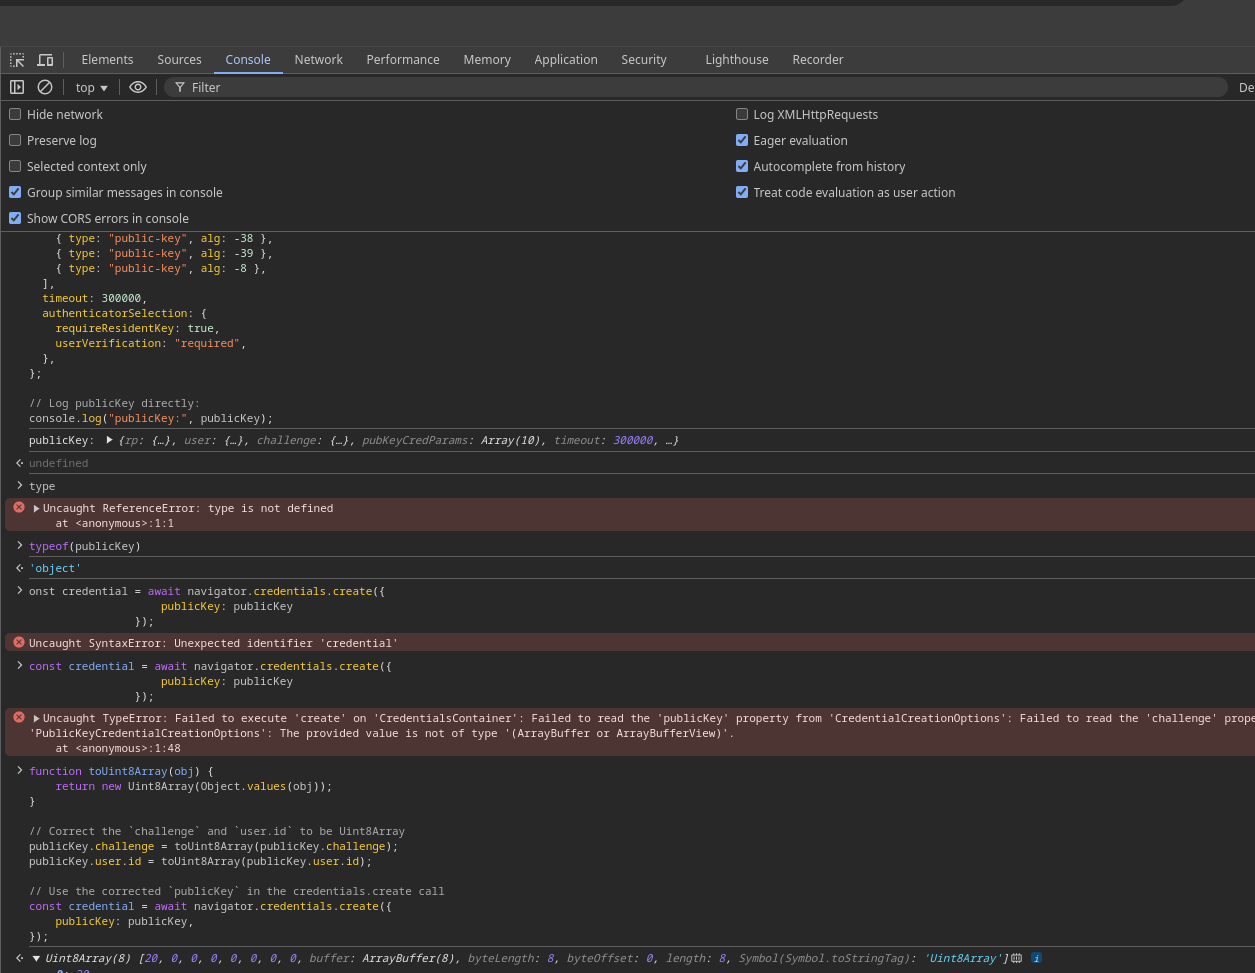 Elements Sources Console Network Performance Memory Application Security Lighthouse Recorder
top Filter De
Hide network Log XMLHttpRequests
Preserve log Eager evaluation
Selected context only Autocomplete from history
Group similar messages in console Treat code evaluation as user action
Show CORS errors in console
{ type: "public-key", alg: -38 },
{ type: "public-key", alg: -39 },
{ type: "public-key", alg: -8 },
],
timeout: 300000,
authenticatorSelection: {
requireResidentKey: true,
userVerification: "required",
},
};
// Log publicKey directly:
console.log("publicKey:", publicKey);
publicKey: {rp: {…}, user: {…}, challenge: {…}, pubKeyCredParams: Array(10), timeout: 300000, …}
undefined
type
Uncaught ReferenceError: type is not defined
at <anonymous>:1:1
typeof(publicKey)
'object'
onst credential = await navigator.credentials.create({
publicKey: publicKey
});
Uncaught SyntaxError: Unexpected identifier 'credential'
const credential = await navigator.credentials.create({
publicKey: publicKey
});
Uncaught TypeError: Failed to execute 'create' on 'CredentialsContainer': Failed to read the 'publicKey' property from 'CredentialCreationOptions': Failed to read the 'challenge' prope
'PublicKeyCredentialCreationOptions': The provided value is not of type '(ArrayBuffer or ArrayBufferView)'.
at <anonymous>:1:48
function toUint8Array(obj) {
return new Uint8Array(Object.values(obj));
}
// Correct the `challenge` and `user.id` to be Uint8Array
publicKey.challenge = toUint8Array(publicKey.challenge);
publicKey.user.id = toUint8Array(publicKey.user.id);
// Use the corrected `publicKey` in the credentials.create call
const credential = await navigator.credentials.create({
publicKey: publicKey,
});
Uint8Array(8) [20, 0, 0, 0, 0, 0, 0, 0, buffer: ArrayBuffer(8), byteLength: 8, byteOffset: 0, length: 8, Symbol(Symbol.toStringTag): 'Uint8Array']